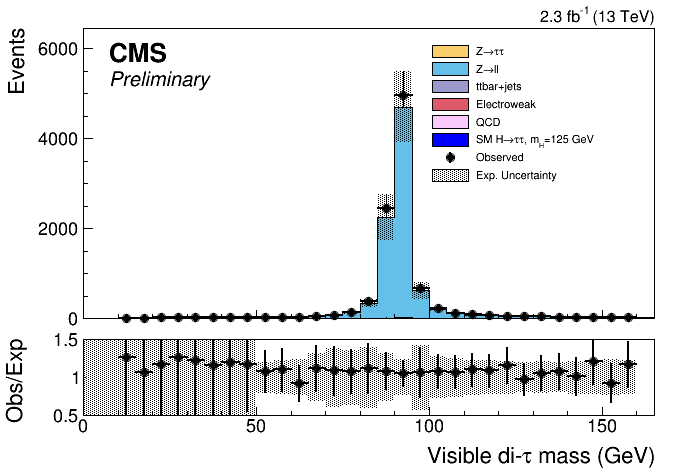 2.3 fb⁻¹ (13 TeV)
Events
6000
4000
2000
0
CMS
Preliminary
Z→ττ
Z→ll
ttbar+jets
Electroweak
QCD
SM H→ττ, m_H=125 GeV
Observed
Exp. Uncertainty
Obs/Exp
1.5
1
0.5
0 50 100 150
Visible di-τ mass (GeV)